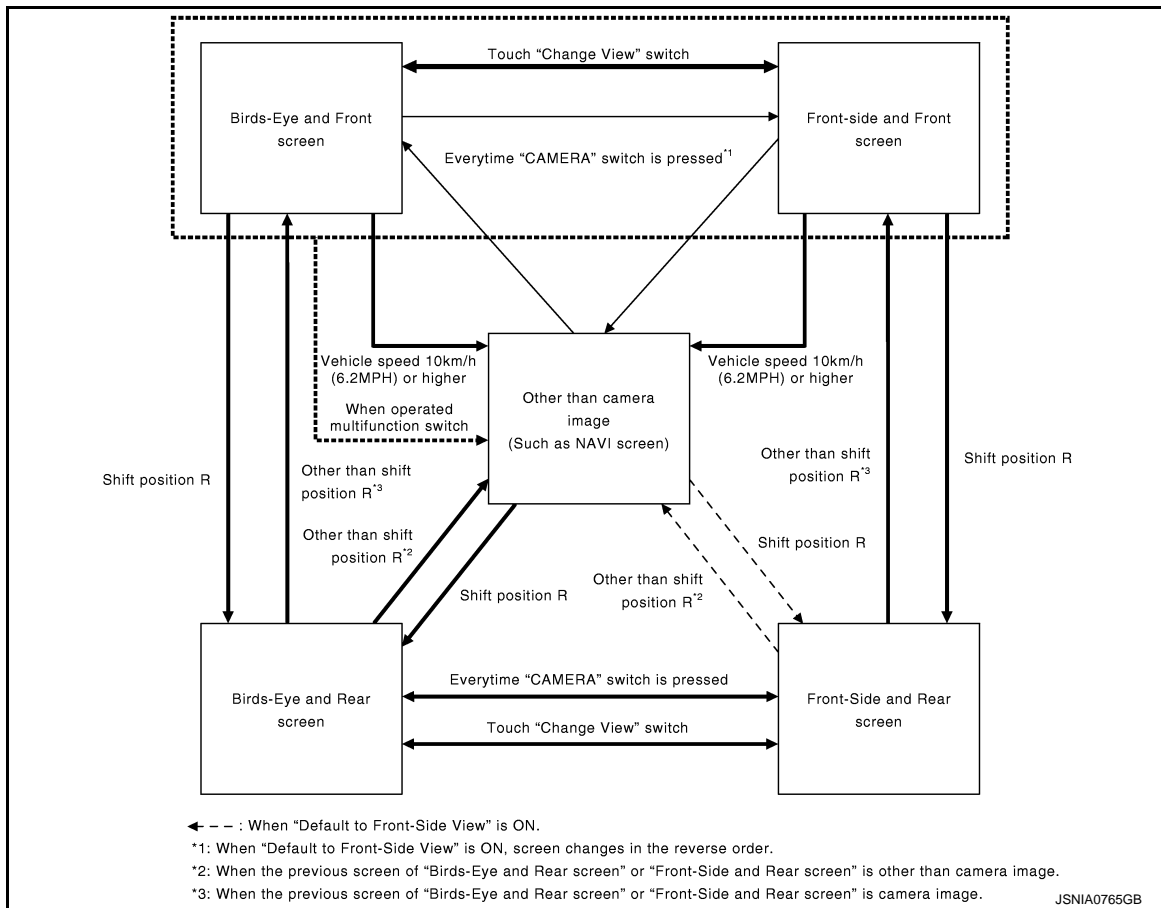 Touch “Change View” switch
Birds-Eye and Front
screen
Front-side and Front
screen
Everytime “CAMERA” switch is pressed*1
Vehicle speed 10km/h
(6.2MPH) or higher
Vehicle speed 10km/h
(6.2MPH) or higher
When operated
multifunction switch
Other than camera
image
(Such as NAVI screen)
Shift position R
Other than shift
position R*3
Other than shift
position R*2
Shift position R
Other than shift
position R*2
Shift position R
Other than shift
position R*3
Shift position R
Birds-Eye and Rear
screen
Everytime “CAMERA” switch is pressed
Touch “Change View” switch
Front-Side and Rear
screen
: When “Default to Front-Side View” is ON.
*1: When “Default to Front-Side View” is ON, screen changes in the reverse order.
*2: When the previous screen of “Birds-Eye and Rear screen” or “Front-Side and Rear screen” is other than camera image.
*3: When the previous screen of “Birds-Eye and Rear screen” or “Front-Side and Rear screen” is camera image.
JSNIA0765GB